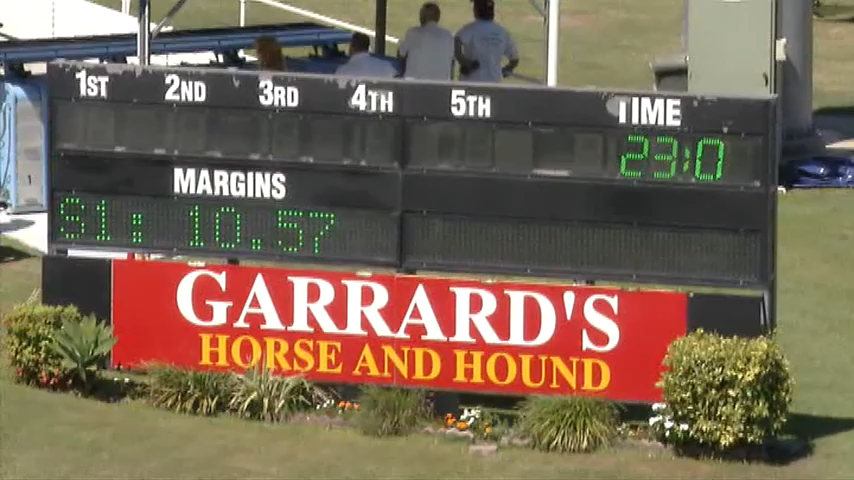 1ST 2ND 3RD 4TH 5TH TIME
23:0
MARGINS
S1: 10.57
GARRARD'S
HORSE AND HOUND